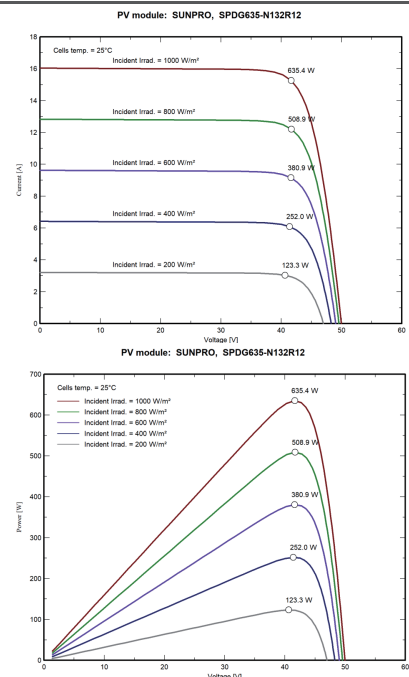 PV module: SUNPRO, SPDG635-N132R12
18
16
14
12
10
8
6
4
2
0
Current [A]
Cells temp. = 25°C
Incident Irrad. = 1000 W/m²
635.4 W
Incident Irrad. = 800 W/m²
508.9 W
Incident Irrad. = 600 W/m²
380.9 W
Incident Irrad. = 400 W/m²
252.0 W
Incident Irrad. = 200 W/m²
123.3 W
0 10 20 30 40 50 60
Voltage [V]
PV module: SUNPRO, SPDG635-N132R12
700
600
500
400
300
200
100
0
Power [W]
Cells temp. = 25°C
Incident Irrad. = 1000 W/m²
Incident Irrad. = 800 W/m²
Incident Irrad. = 600 W/m²
Incident Irrad. = 400 W/m²
Incident Irrad. = 200 W/m²
635.4 W
508.9 W
380.9 W
252.0 W
123.3 W
0 10 20 30 40 50 60
Voltage [V]